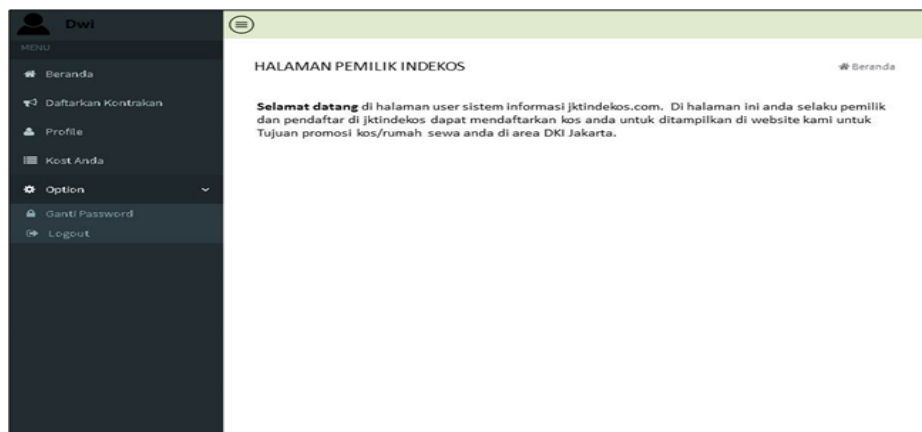 Dwi
MENU
Beranda
Daftarkan Kontrakan
Profile
Kost Anda
Option
Ganti Password
Logout
HALAMAN PEMILIK INDEKOS
Beranda
Selamat datang di halaman user sistem informasi jktindekos.com. Di halaman ini anda selaku pemilik
dan pendaftar di jktindekos dapat mendaftarkan kos anda untuk ditampilkan di website kami untuk
Tujuan promosi kos/rumah sewa anda di area DKI Jakarta.